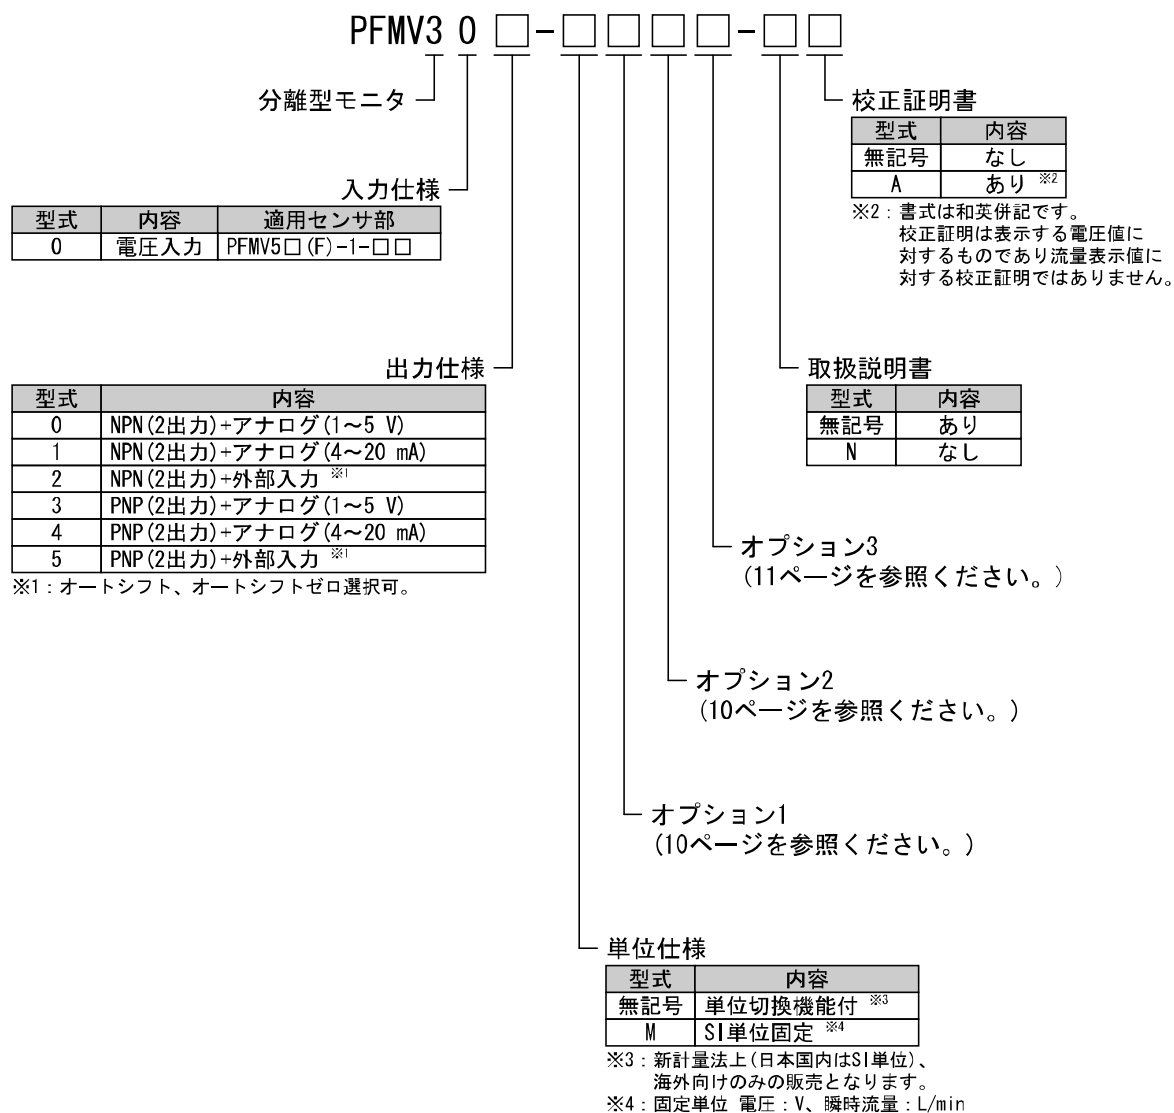 PFMV3 0 □-□□□□-□□
分離型モニタ
校正証明書
型式 内容
無記号 なし
A あり ※2
※2：書式は和英併記です。
校正証明は表示する電圧値に
対するものであり流量表示値に
対する校正証明ではありません。
入力仕様
型式 内容 適用センサ部
0 電圧入力 PFMV5□(F)-1-□□
出力仕様
型式 内容
0 NPN(2出力)+アナログ(1～5 V)
1 NPN(2出力)+アナログ(4～20 mA)
2 NPN(2出力)+外部入力 ※1
3 PNP(2出力)+アナログ(1～5 V)
4 PNP(2出力)+アナログ(4～20 mA)
5 PNP(2出力)+外部入力 ※1
※1：オートシフト、オートシフトゼロ選択可。
取扱説明書
型式 内容
無記号 あり
N なし
オプション3
(11ページを参照ください。)
オプション2
(10ページを参照ください。)
オプション1
(10ページを参照ください。)
単位仕様
型式 内容
無記号 単位切換機能付 ※3
M SI単位固定 ※4
※3：新計量法上(日本国内はSI単位)、
海外向けのみの販売となります。
※4：固定単位 電圧：V、瞬時流量：L/min